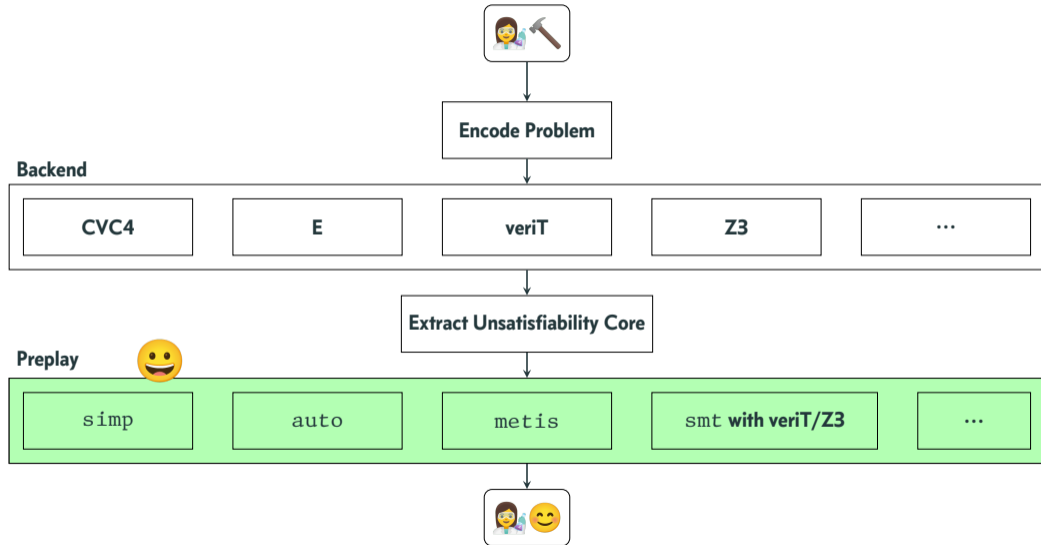 Encode Problem
Backend
CVC4 E veriT Z3 ...
Extract Unsatisfiability Core
Preplay
simp auto metis smt with veriT/Z3 ...